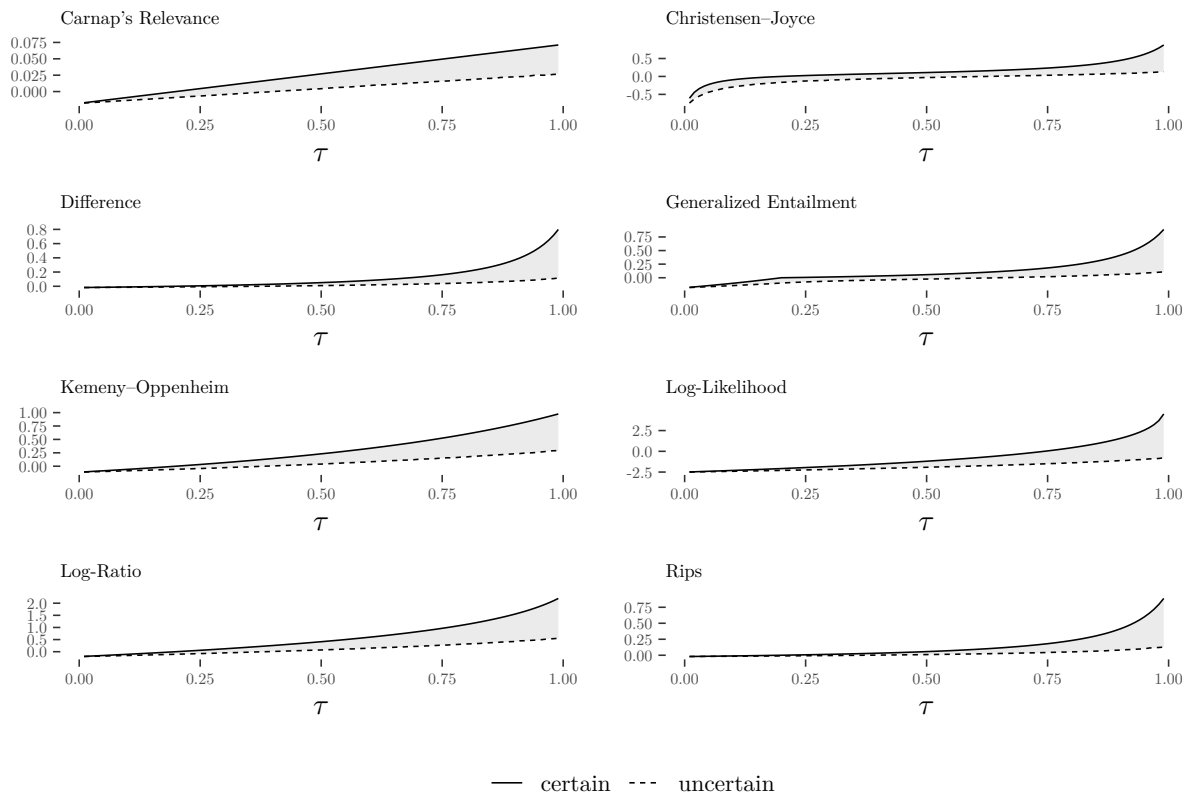 Carnap's Relevance
0.075
0.050
0.025
0.000
0.00 0.25 0.50 0.75 1.00
τ
Christensen–Joyce
0.5
0.0
-0.5
0.00 0.25 0.50 0.75 1.00
τ
Difference
0.8
0.6
0.4
0.2
0.0
0.00 0.25 0.50 0.75 1.00
τ
Generalized Entailment
0.75
0.50
0.25
0.00
0.00 0.25 0.50 0.75 1.00
τ
Kemeny–Oppenheim
1.00
0.75
0.50
0.25
0.00
0.00 0.25 0.50 0.75 1.00
τ
Log-Likelihood
2.5
0.0
-2.5
0.00 0.25 0.50 0.75 1.00
τ
Log-Ratio
2.0
1.5
1.0
0.5
0.0
0.00 0.25 0.50 0.75 1.00
τ
Rips
0.75
0.50
0.25
0.00
0.00 0.25 0.50 0.75 1.00
τ
certain uncertain